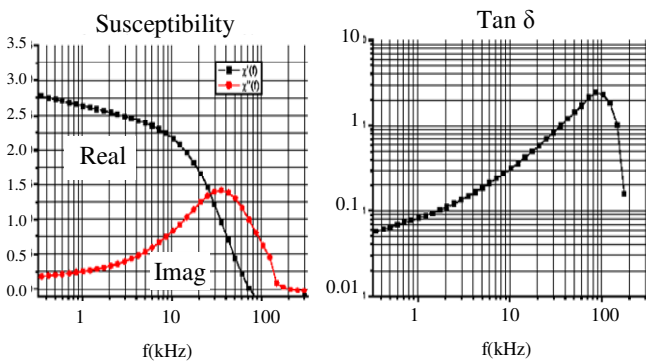 Susceptibility
3.5
3.0
2.5
2.0
1.5
1.0
0.5
0.0
χ'(f)
χ''(f)
Real
Imag
1 10 100
f(kHz)
Tan δ
10
1
0.1
0.01
1 10 100
f(kHz)